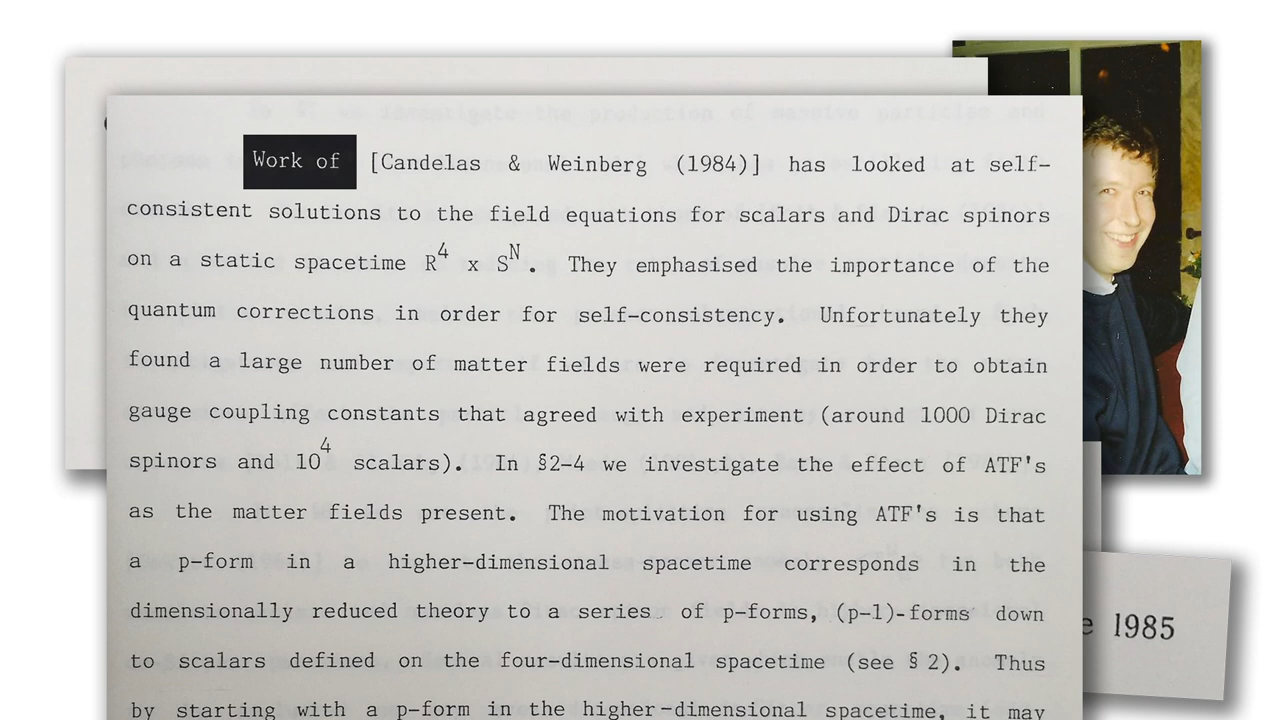 Work of [Candelas & Weinberg (1984)] has looked at self-
consistent solutions to the field equations for scalars and Dirac spinors
on a static spacetime R⁴ x Sᴺ. They emphasised the importance of the
quantum corrections in order for self-consistency. Unfortunately they
found a large number of matter fields were required in order to obtain
gauge coupling constants that agreed with experiment (around 1000 Dirac
spinors and 10⁴ scalars). In §2-4 we investigate the effect of ATF's
as the matter fields present. The motivation for using ATF's is that
a p-form in a higher-dimensional spacetime corresponds in the
dimensionally reduced theory to a series of p-forms, (p-1)-forms down
to scalars defined on the four-dimensional spacetime (see § 2). Thus
by starting with a p-form in the higher-dimensional spacetime, it may
1985